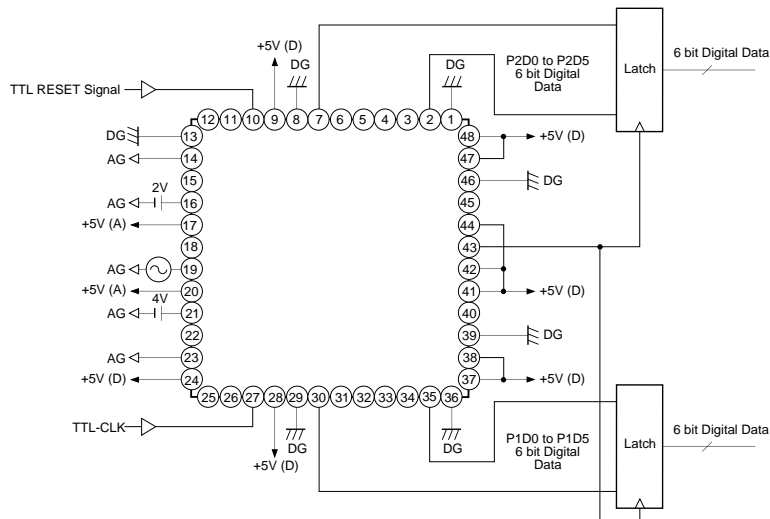 +5V (D)
DG
P2D0 to P2D5
6 bit Digital
Data
DG
Latch
6 bit Digital Data
TTL RESET Signal
12 11 10 9 8 7 6 5 4 3 2 1
DG 13
48 +5V (D)
AG 14
47
15
46 DG
2V
AG 16
45
+5V (A) 17
44
18
43
AG 19
42
+5V (A) 20
41 +5V (D)
4V
AG 21
40
22
39 DG
AG 23
38
+5V (D) 24
37 +5V (D)
25 26 27 28 29 30 31 32 33 34 35 36
TTL-CLK
DG
+5V (D)
DG
P1D0 to P1D5
6 bit Digital
Data
Latch
6 bit Digital Data